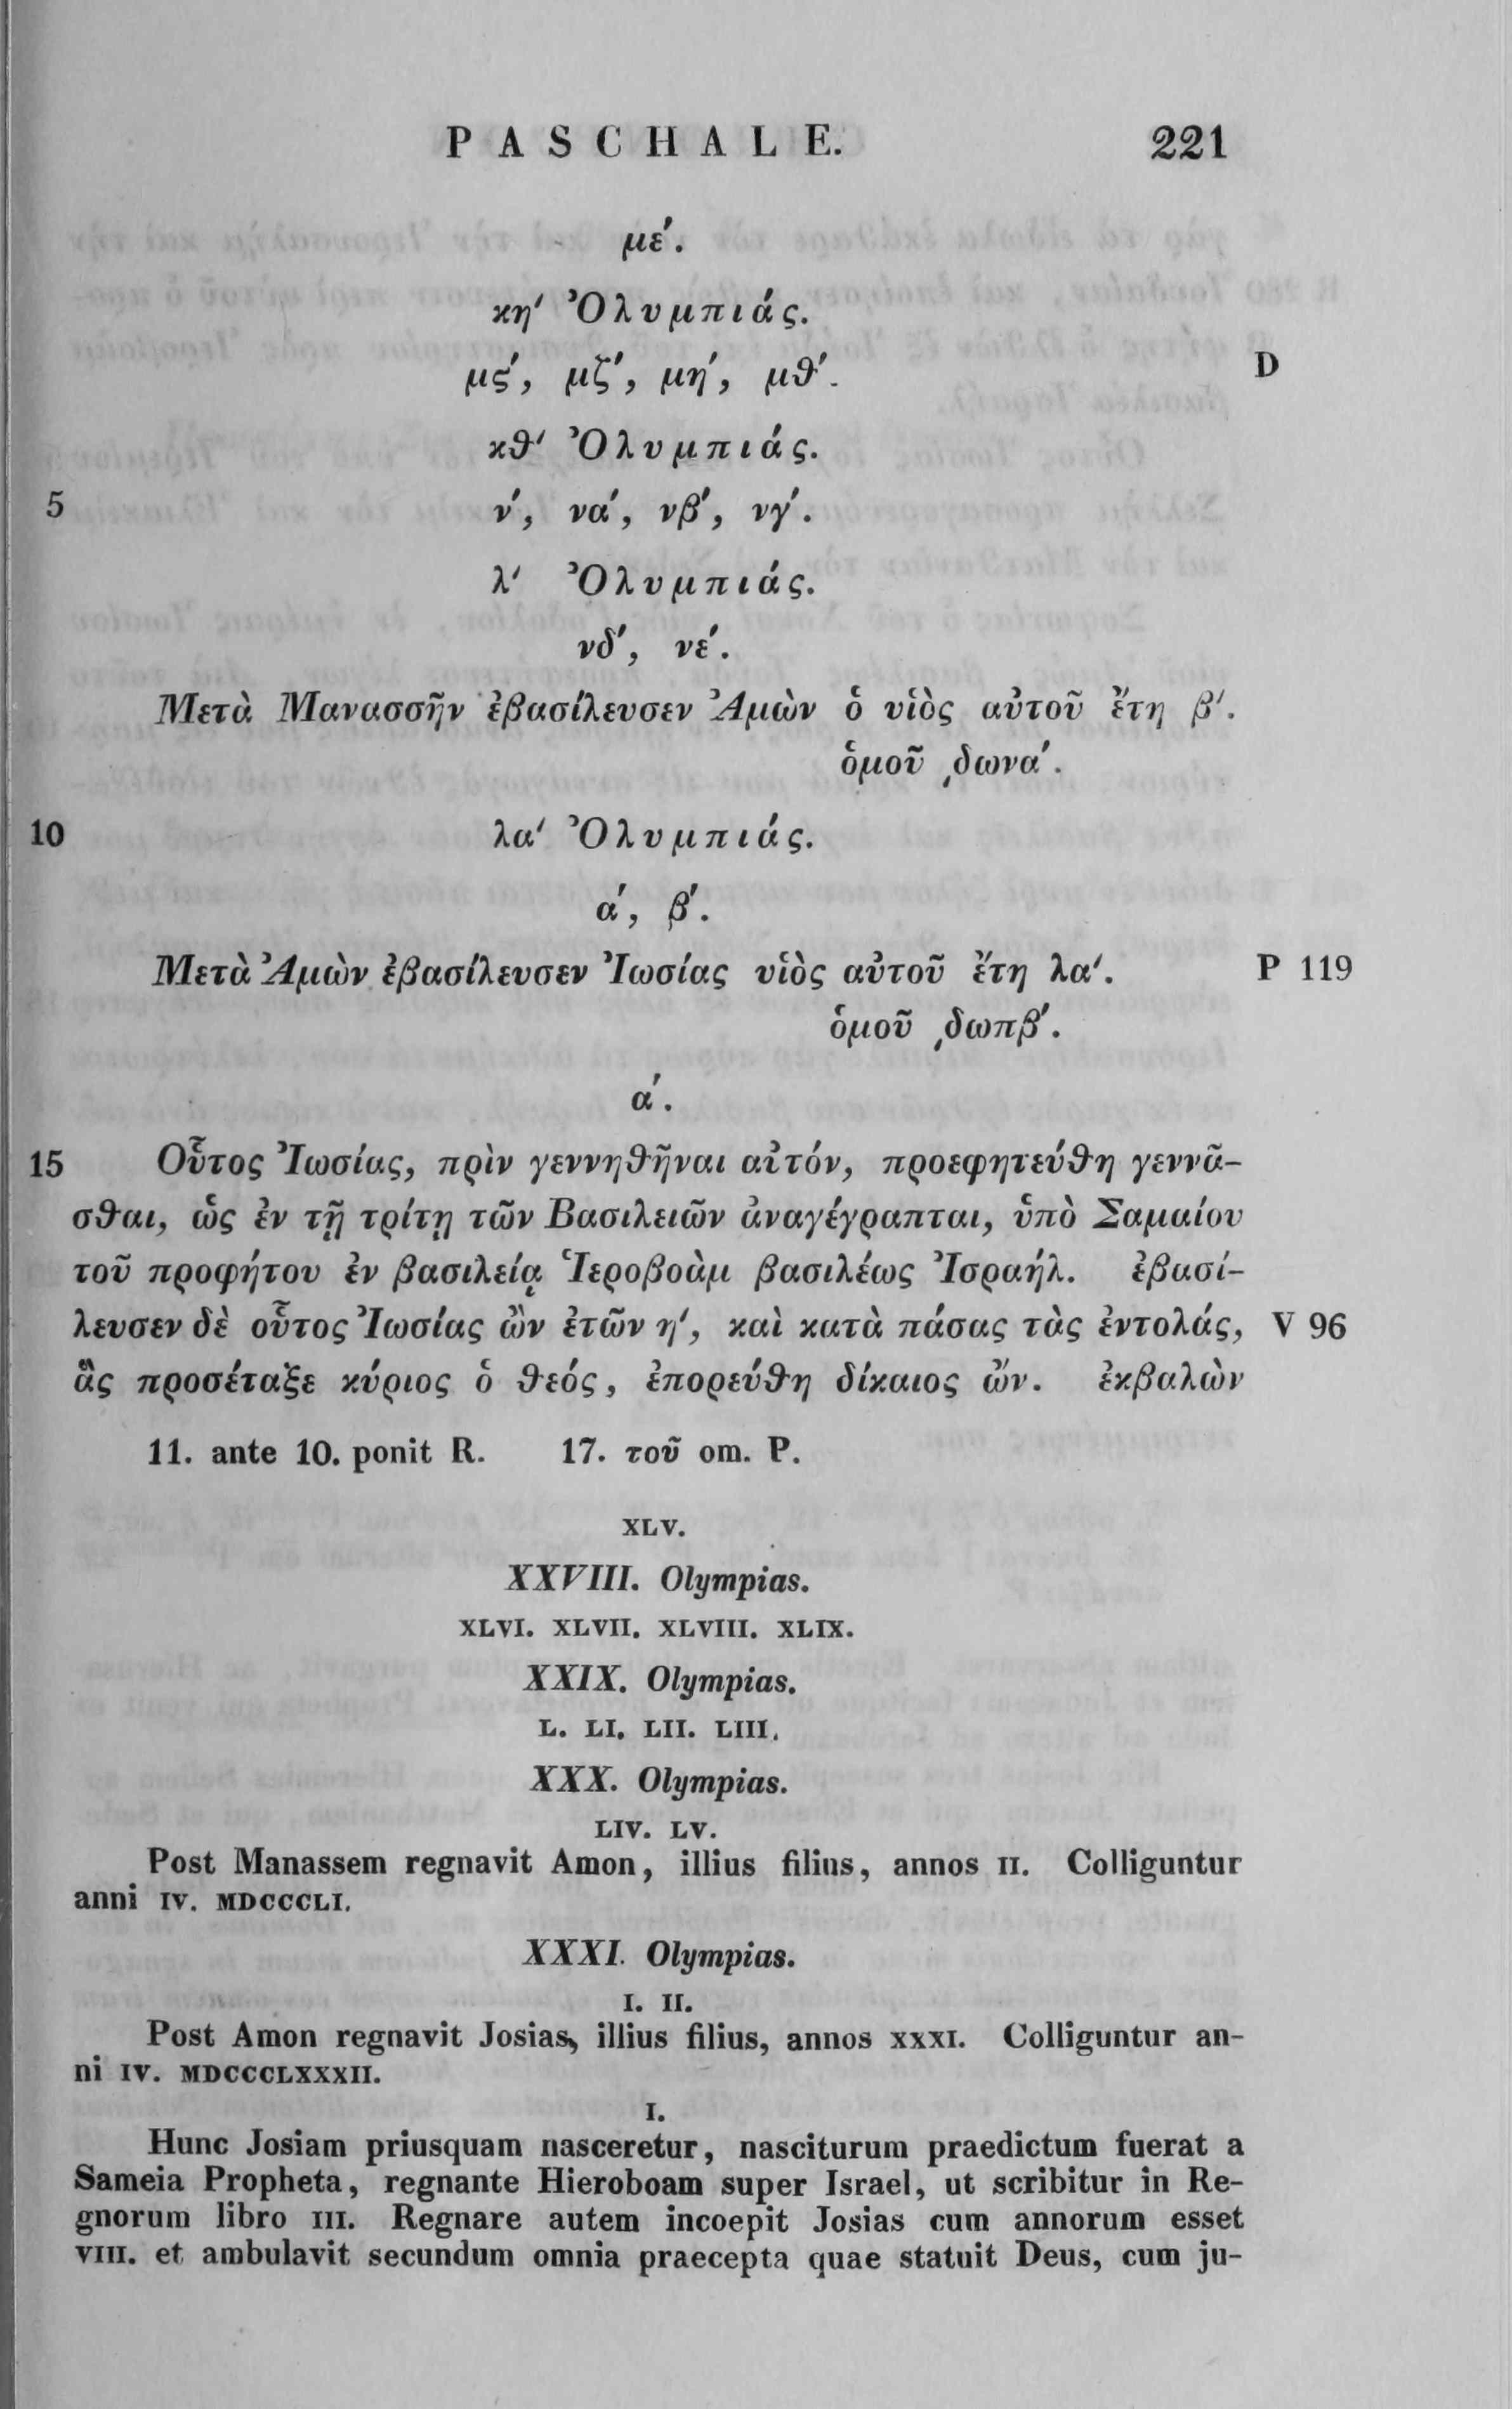 PASCHALE. 221
με΄.
κη΄ Ὀλυμπιάς.
μς΄, μζ΄, μη΄, μθ΄. D
κθ΄ Ὀλυμπιάς.
5 ν΄, να΄, νβ΄, νγ΄.
λ΄ Ὀλυμπιάς.
νδ΄, νε΄.
Μετὰ Μανασσῆν ἐβασίλευσεν Ἀμὼν ὁ υἱὸς αὐτοῦ ἔτη β΄.
ὁμοῦ ͵δωνα΄.
10 λα΄ Ὀλυμπιάς.
α΄, β΄.
Μετὰ Ἀμὼν ἐβασίλευσεν Ἰωσίας υἱὸς αὐτοῦ ἔτη λα΄. P 119
ὁμοῦ ͵δωπβ΄.
α΄.
15 Οὗτος Ἰωσίας, πρὶν γεννηθῆναι αὐτόν, προεφητεύθη γεννᾶ-
σθαι, ὡς ἐν τῇ τρίτῃ τῶν Βασιλειῶν ἀναγέγραπται, ὑπὸ Σαμαίου
τοῦ προφήτου ἐν βασιλείᾳ Ἱεροβοὰμ βασιλέως Ἰσραήλ. ἐβασί-
λευσεν δὲ οὗτος Ἰωσίας ὢν ἐτῶν η΄, καὶ κατὰ πάσας τὰς ἐντολάς, V 96
ἃς προσέταξε κύριος ὁ θεός, ἐπορεύθη δίκαιος ὤν. ἐκβαλὼν
11. ante 10. ponit R. 17. τοῦ om. P.
XLV.
XXVIII. Olympias.
XLVI. XLVII. XLVIII. XLIX.
XXIX. Olympias.
L. LI. LII. LIII.
XXX. Olympias.
LIV. LV.
Post Manassem regnavit Amon, illius filius, annos II. Colliguntur
anni IV. MDCCCLI.
XXXI. Olympias.
I. II.
Post Amon regnavit Josias, illius filius, annos XXXI. Colliguntur an-
ni IV. MDCCCLXXXII.
I.
Hunc Josiam priusquam nasceretur, nasciturum praedictum fuerat a
Sameia Propheta, regnante Hieroboam super Israel, ut scribitur in Re-
gnorum libro III. Regnare autem incoepit Josias cum annorum esset
VIII. et ambulavit secundum omnia praecepta quae statuit Deus, cum ju-